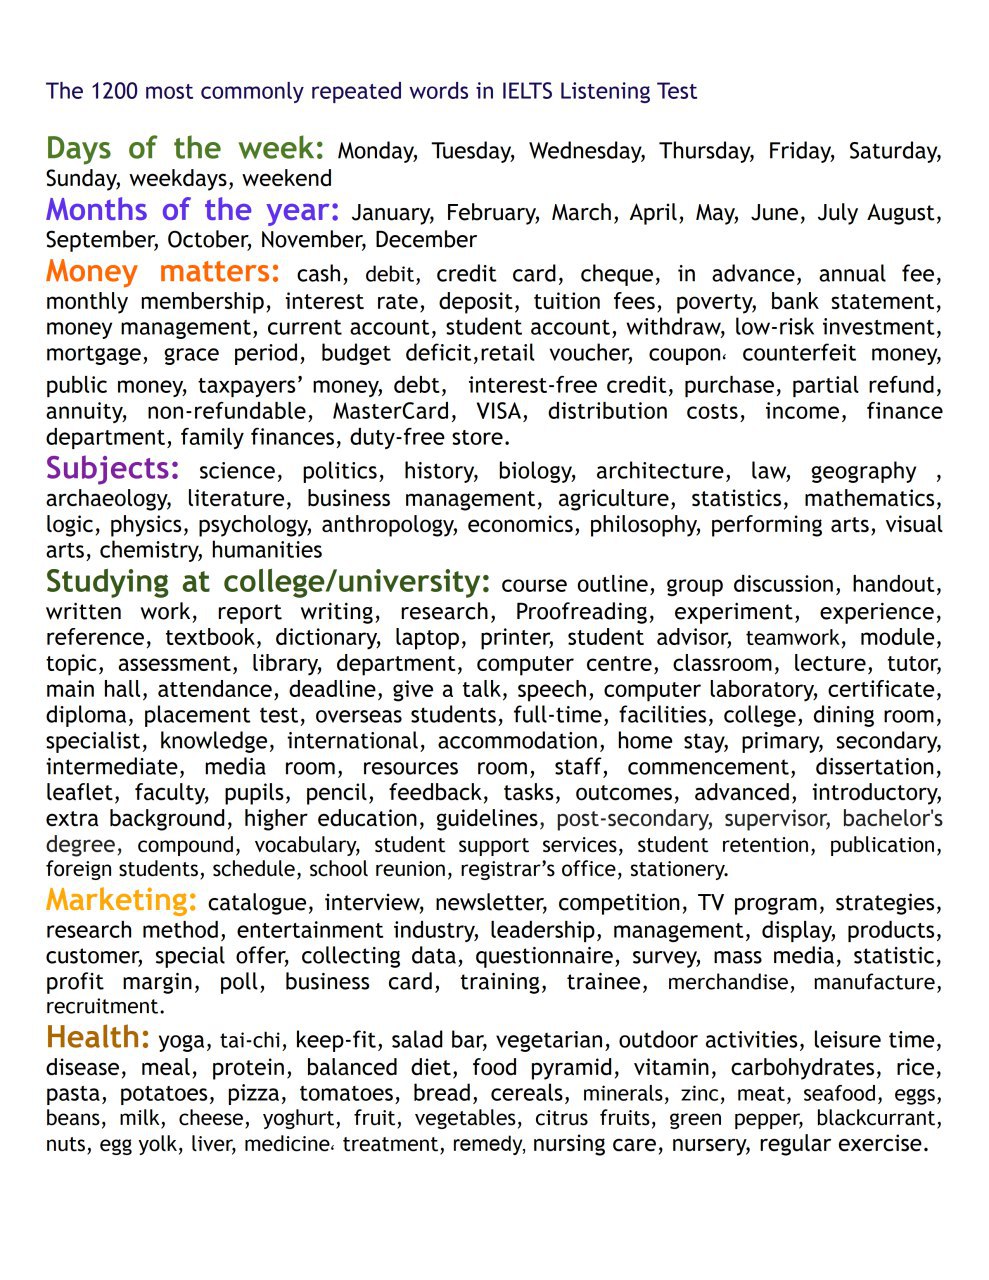 The 1200 most commonly repeated words in IELTS Listening Test
Days of the week: Monday, Tuesday, Wednesday, Thursday, Friday, Saturday,
Sunday, weekdays, weekend
Months of the year: January, February, March, April, May, June, July August,
September, October, November, December
Money matters: cash, debit, credit card, cheque, in advance, annual fee,
monthly membership, interest rate, deposit, tuition fees, poverty, bank statement,
money management, current account, student account, withdraw, low-risk investment,
mortgage, grace period, budget deficit,retail voucher, coupon، counterfeit money,
public money, taxpayers’ money, debt, interest-free credit, purchase, partial refund,
annuity, non-refundable, MasterCard, VISA, distribution costs, income, finance
department, family finances, duty-free store.
Subjects: science, politics, history, biology, architecture, law, geography ,
archaeology, literature, business management, agriculture, statistics, mathematics,
logic, physics, psychology, anthropology, economics, philosophy, performing arts, visual
arts, chemistry, humanities
Studying at college/university: course outline, group discussion, handout,
written work, report writing, research, Proofreading, experiment, experience,
reference, textbook, dictionary, laptop, printer, student advisor, teamwork, module,
topic, assessment, library, department, computer centre, classroom, lecture, tutor,
main hall, attendance, deadline, give a talk, speech, computer laboratory, certificate,
diploma, placement test, overseas students, full-time, facilities, college, dining room,
specialist, knowledge, international, accommodation, home stay, primary, secondary,
intermediate, media room, resources room, staff, commencement, dissertation,
leaflet, faculty, pupils, pencil, feedback, tasks, outcomes, advanced, introductory,
extra background, higher education, guidelines, post-secondary, supervisor, bachelor's
degree, compound, vocabulary, student support services, student retention, publication,
foreign students, schedule, school reunion, registrar’s office, stationery.
Marketing: catalogue, interview, newsletter, competition, TV program, strategies,
research method, entertainment industry, leadership, management, display, products,
customer, special offer, collecting data, questionnaire, survey, mass media, statistic,
profit margin, poll, business card, training, trainee, merchandise, manufacture,
recruitment.
Health: yoga, tai-chi, keep-fit, salad bar, vegetarian, outdoor activities, leisure time,
disease, meal, protein, balanced diet, food pyramid, vitamin, carbohydrates, rice,
pasta, potatoes, pizza, tomatoes, bread, cereals, minerals, zinc, meat, seafood, eggs,
beans, milk, cheese, yoghurt, fruit, vegetables, citrus fruits, green pepper, blackcurrant,
nuts, egg yolk, liver, medicine، treatment, remedy, nursing care, nursery, regular exercise.